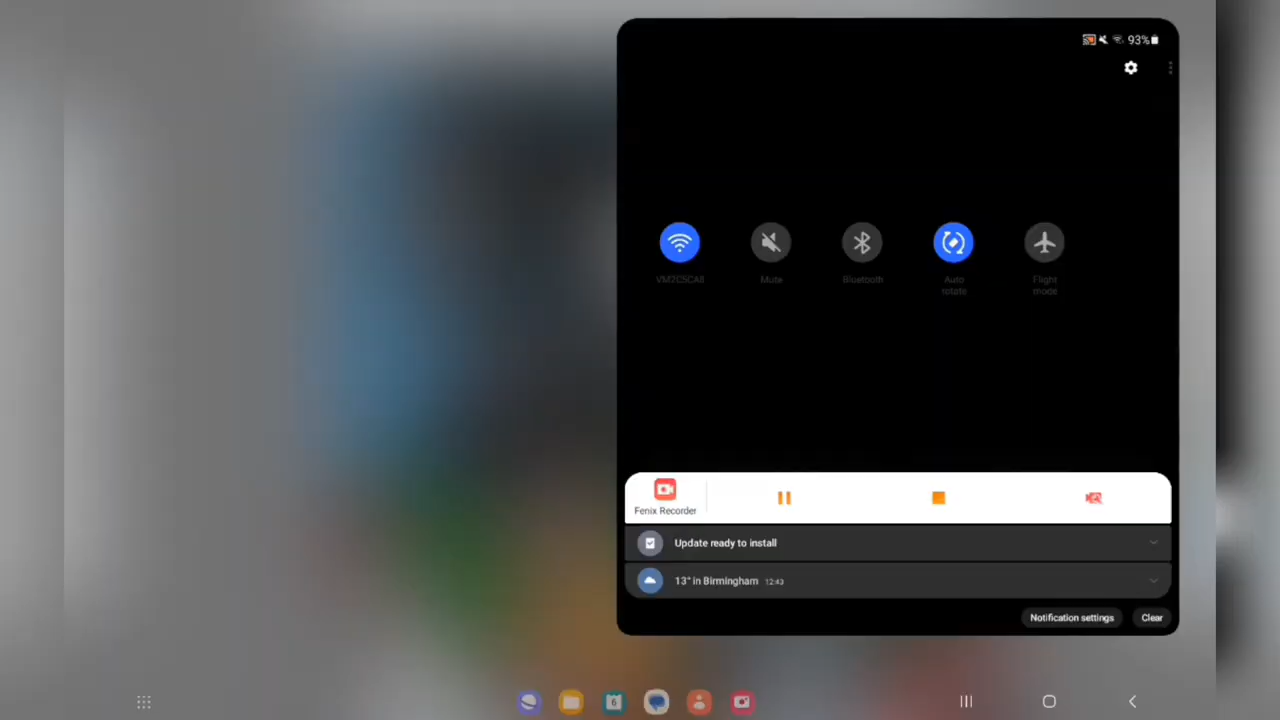 93%
Mute
Bluetooth
Auto
rotate
Flight
mode
Fenix Recorder
Update ready to install
13° in Birmingham 12:43
Notification settings
Clear
6